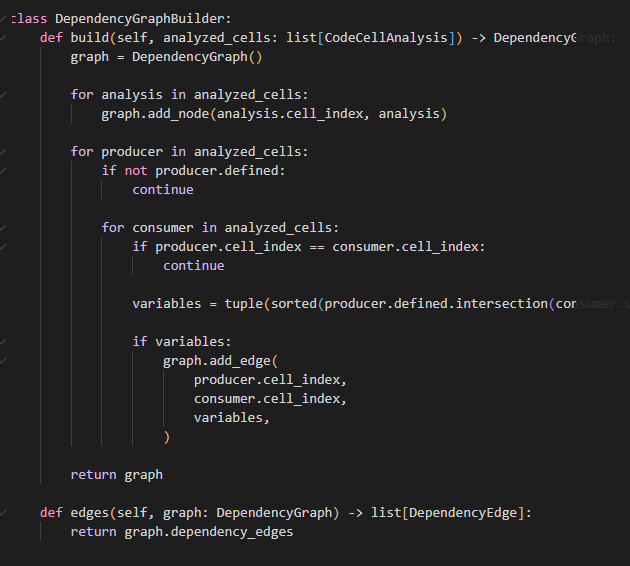 class DependencyGraphBuilder:
    def build(self, analyzed_cells: list[CodeCellAnalysis]) -> DependencyGraph:
        graph = DependencyGraph()

        for analysis in analyzed_cells:
            graph.add_node(analysis.cell_index, analysis)

        for producer in analyzed_cells:
            if not producer.defined:
                continue

            for consumer in analyzed_cells:
                if producer.cell_index == consumer.cell_index:
                    continue

                variables = tuple(sorted(producer.defined.intersection(consumer.u

                if variables:
                    graph.add_edge(
                        producer.cell_index,
                        consumer.cell_index,
                        variables,
                    )

        return graph

    def edges(self, graph: DependencyGraph) -> list[DependencyEdge]:
        return graph.dependency_edges